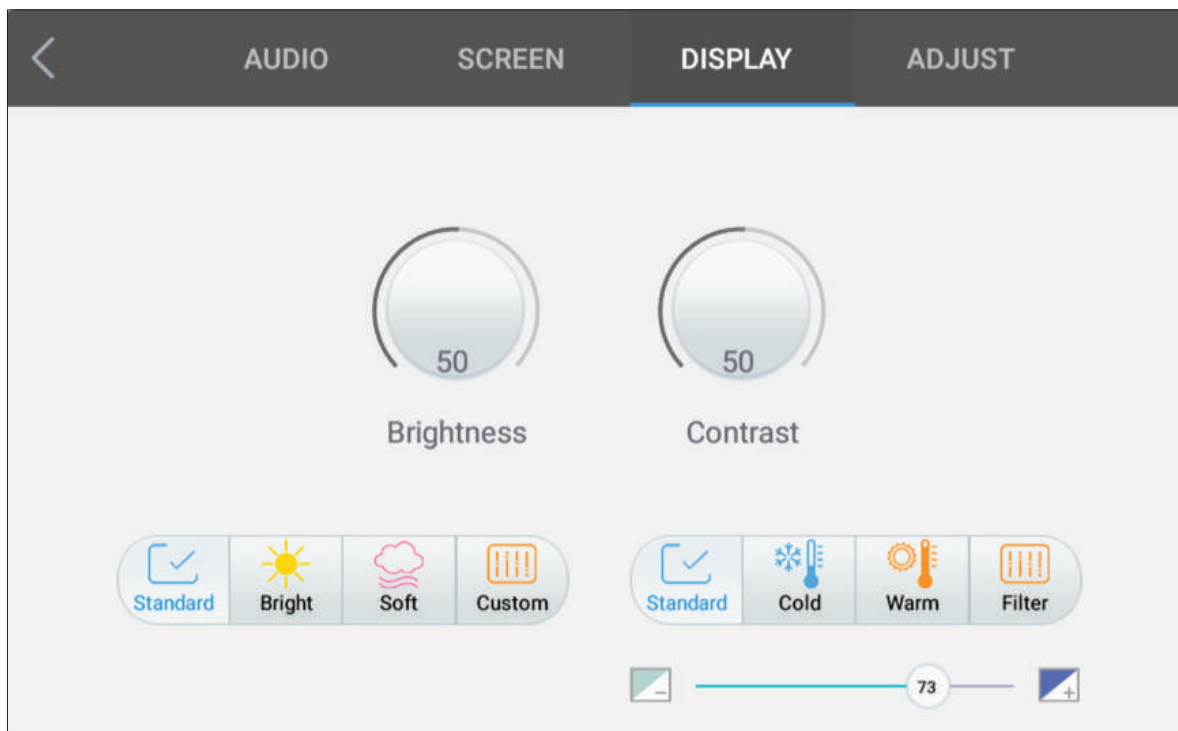 AUDIO SCREEN DISPLAY ADJUST
50 50
Brightness Contrast
Standard Bright Soft Custom Standard Cold Warm Filter
73